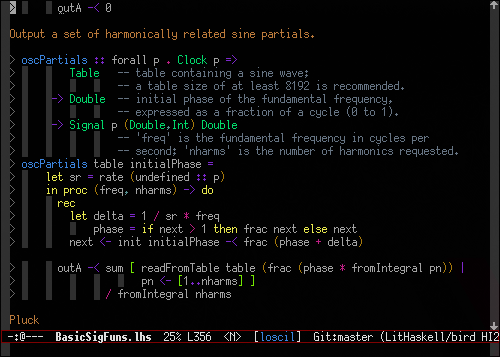 > outA -< 0
Output a set of harmonically related sine partials.
> oscPartials :: forall p . Clock p =>
> Table -- table containing a sine wave;
> -- a table size of at least 8192 is recommended.
> -> Double -- initial phase of the fundamental frequency,
> -- expressed as a fraction of a cycle (0 to 1).
> -> Signal p (Double,Int) Double
> -- 'freq' is the fundamental frequency in cycles per
> -- second; 'nharms' is the number of harmonics requested.
> oscPartials table initialPhase =
> let sr = rate (undefined :: p)
> in proc (freq, nharms) -> do
> rec
> let delta = 1 / sr * freq
> phase = if next > 1 then frac next else next
> next <- init initialPhase -< frac (phase + delta)
>
> outA -< sum [ readFromTable table (frac (phase * fromIntegral pn)) |
> pn <- [1..nharms] ]
> / fromIntegral nharms
Pluck
-:@--- BasicSigFuns.lhs 25% L356 <N> [loscil] Git:master (LitHaskell/bird HI2